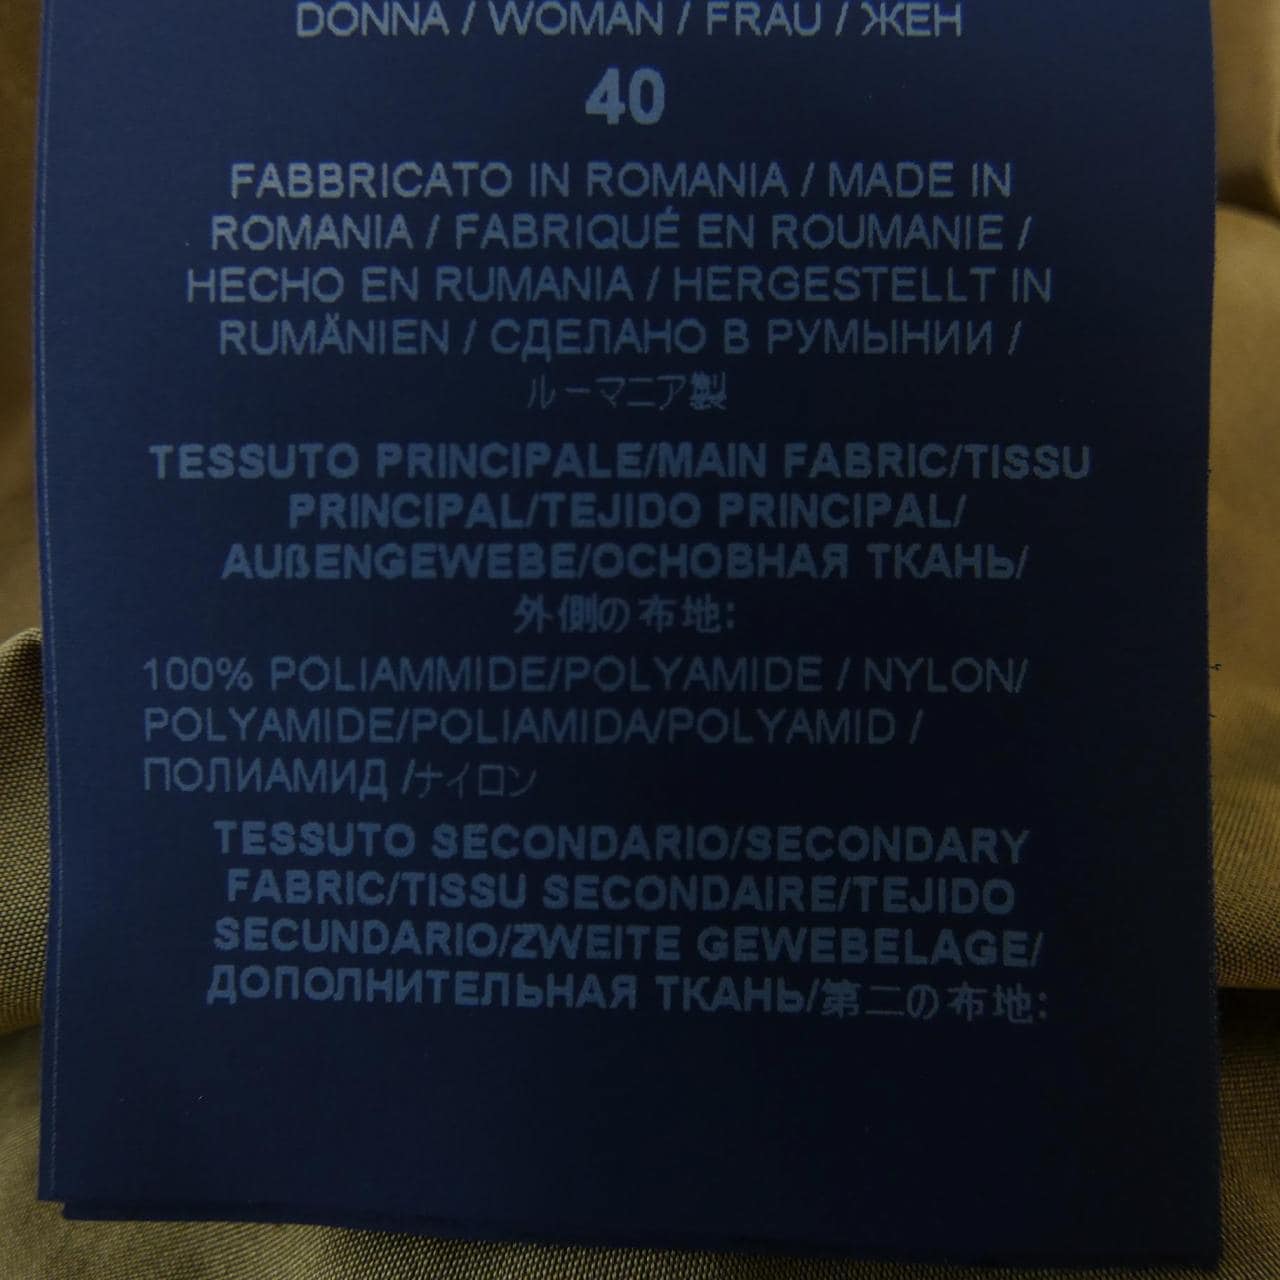 DONNA / WOMAN / FRAU / ЖЕН
40
FABBRICATO IN ROMANIA / MADE IN
ROMANIA / FABRIQUÉ EN ROUMANIE /
HECHO EN RUMANIA / HERGESTELLT IN
RUMÄNIEN / СДЕЛАНО В РУМЫНИИ /
ルーマニア製
TESSUTO PRINCIPALE/MAIN FABRIC/TISSU
PRINCIPAL/TEJIDO PRINCIPAL/
AUßENGEWEBE/ОСНОВНАЯ ТКАНЬ/
外側の布地:
100% POLIAMMIDE/POLYAMIDE / NYLON/
POLYAMIDE/POLIAMIDA/POLYAMID /
ПОЛИАМИД /ナイロン
TESSUTO SECONDARIO/SECONDARY
FABRIC/TISSU SECONDAIRE/TEJIDO
SECUNDARIO/ZWEITE GEWEBELAGE/
ДОПОЛНИТЕЛЬНАЯ ТКАНЬ/第二の布地: